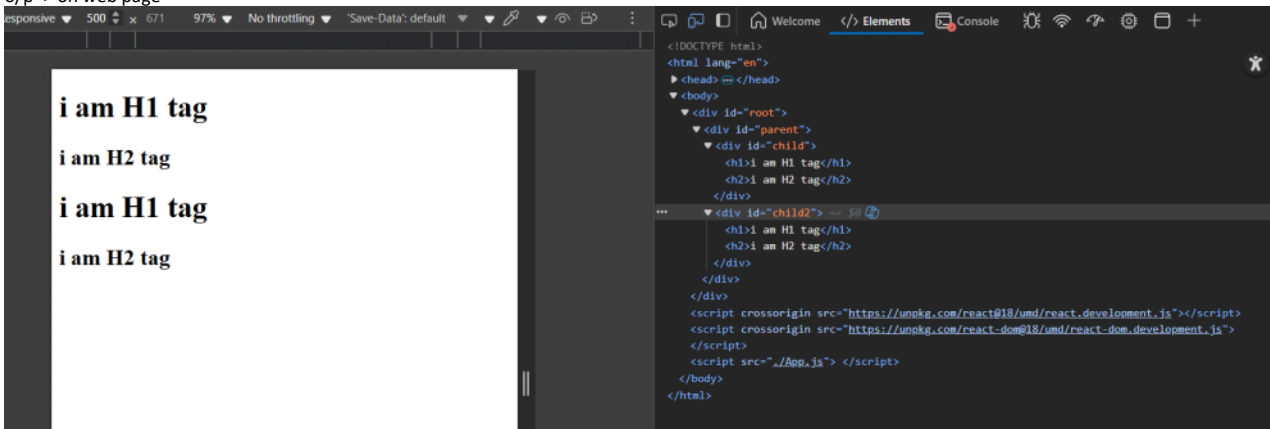 500 x 671 97% No throttling 'Save-Data': default
i am H1 tag
i am H2 tag
i am H1 tag
i am H2 tag
Welcome </> Elements Console
<!DOCTYPE html>
<html lang="en">
<head> ••• </head>
<body>
<div id="root">
<div id="parent">
<div id="child">
<h1>i am H1 tag</h1>
<h2>i am H2 tag</h2>
</div>
••• <div id="child2"> == $0
<h1>i am H1 tag</h1>
<h2>i am H2 tag</h2>
</div>
</div>
</div>
<script crossorigin src="https://unpkg.com/react@18/umd/react.development.js"></script>
<script crossorigin src="https://unpkg.com/react-dom@18/umd/react-dom.development.js">
</script>
<script src="./App.js"> </script>
</body>
</html>